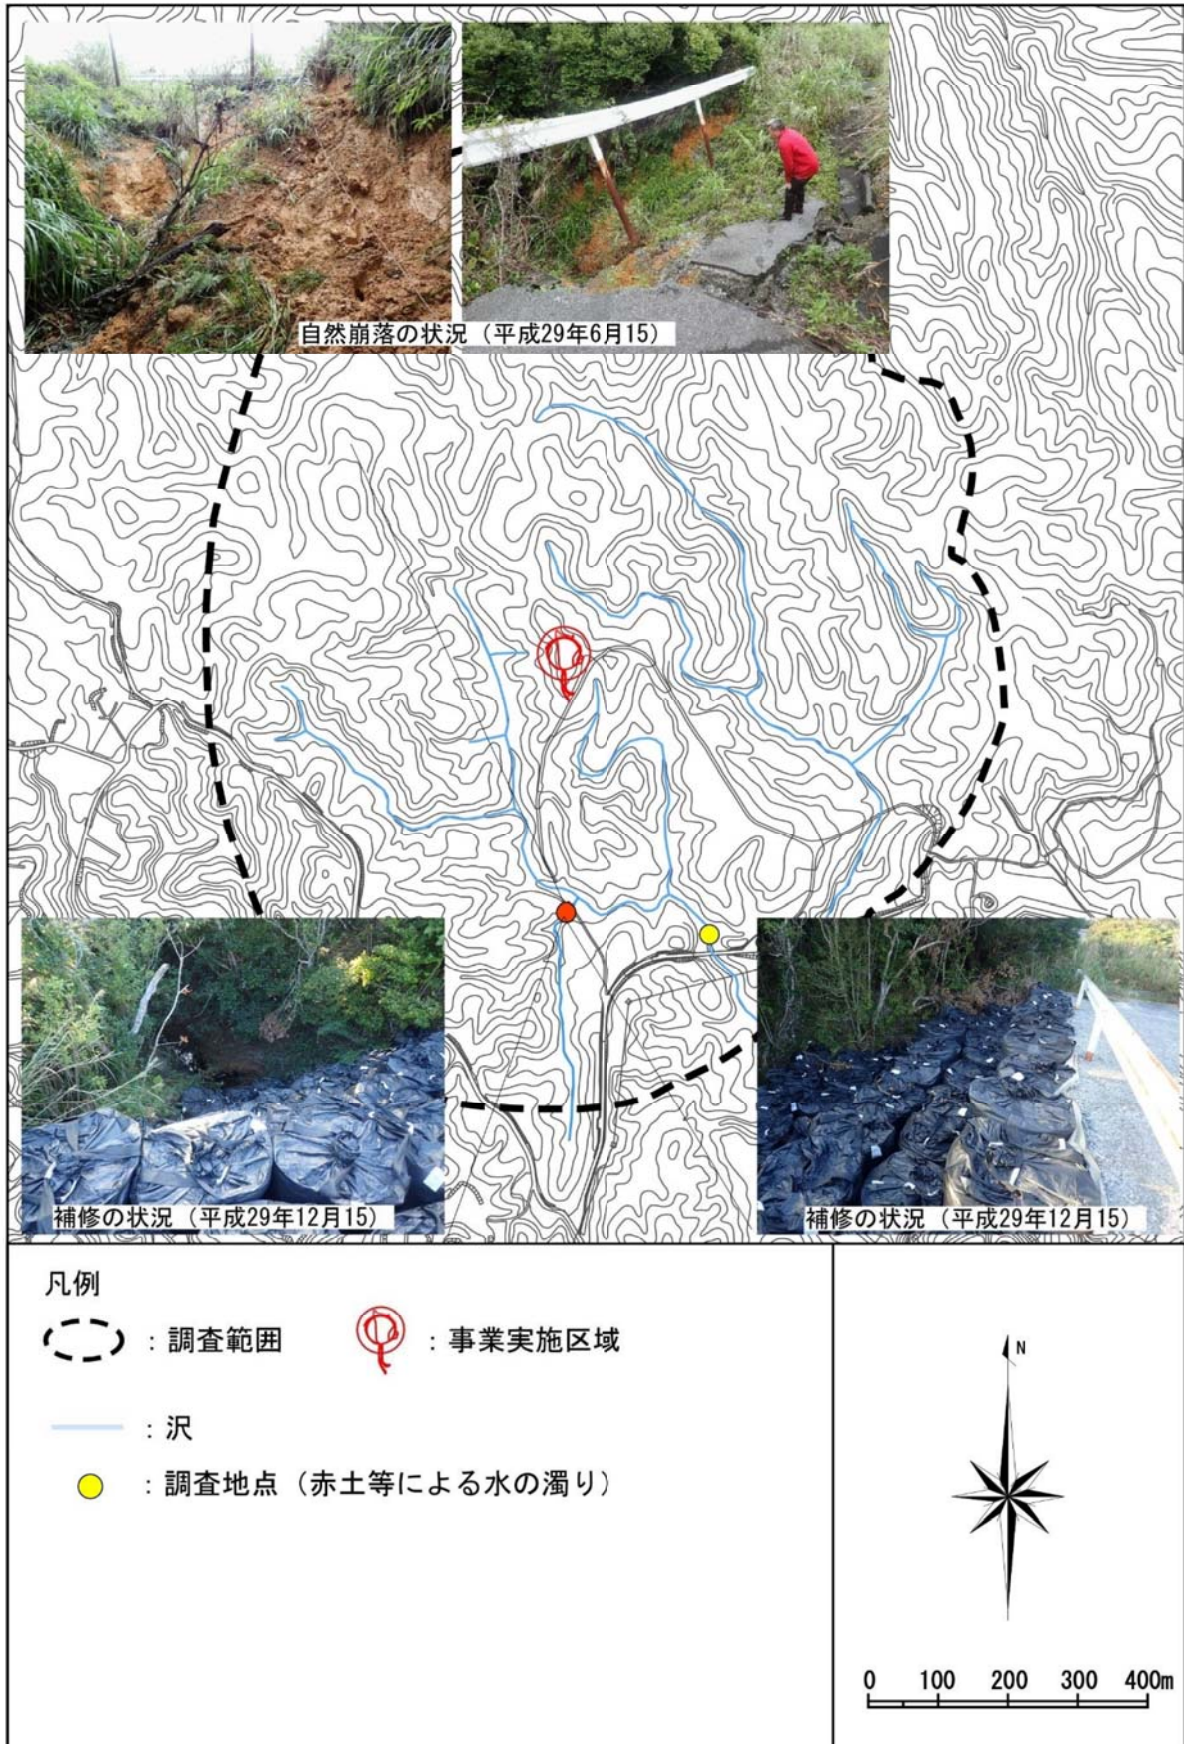 自然崩落の状況（平成29年6月15）
補修の状況（平成29年12月15）
補修の状況（平成29年12月15）
凡例
：調査範囲
：事業実施区域
：沢
：調査地点（赤土等による水の濁り）
N
0 100 200 300 400m